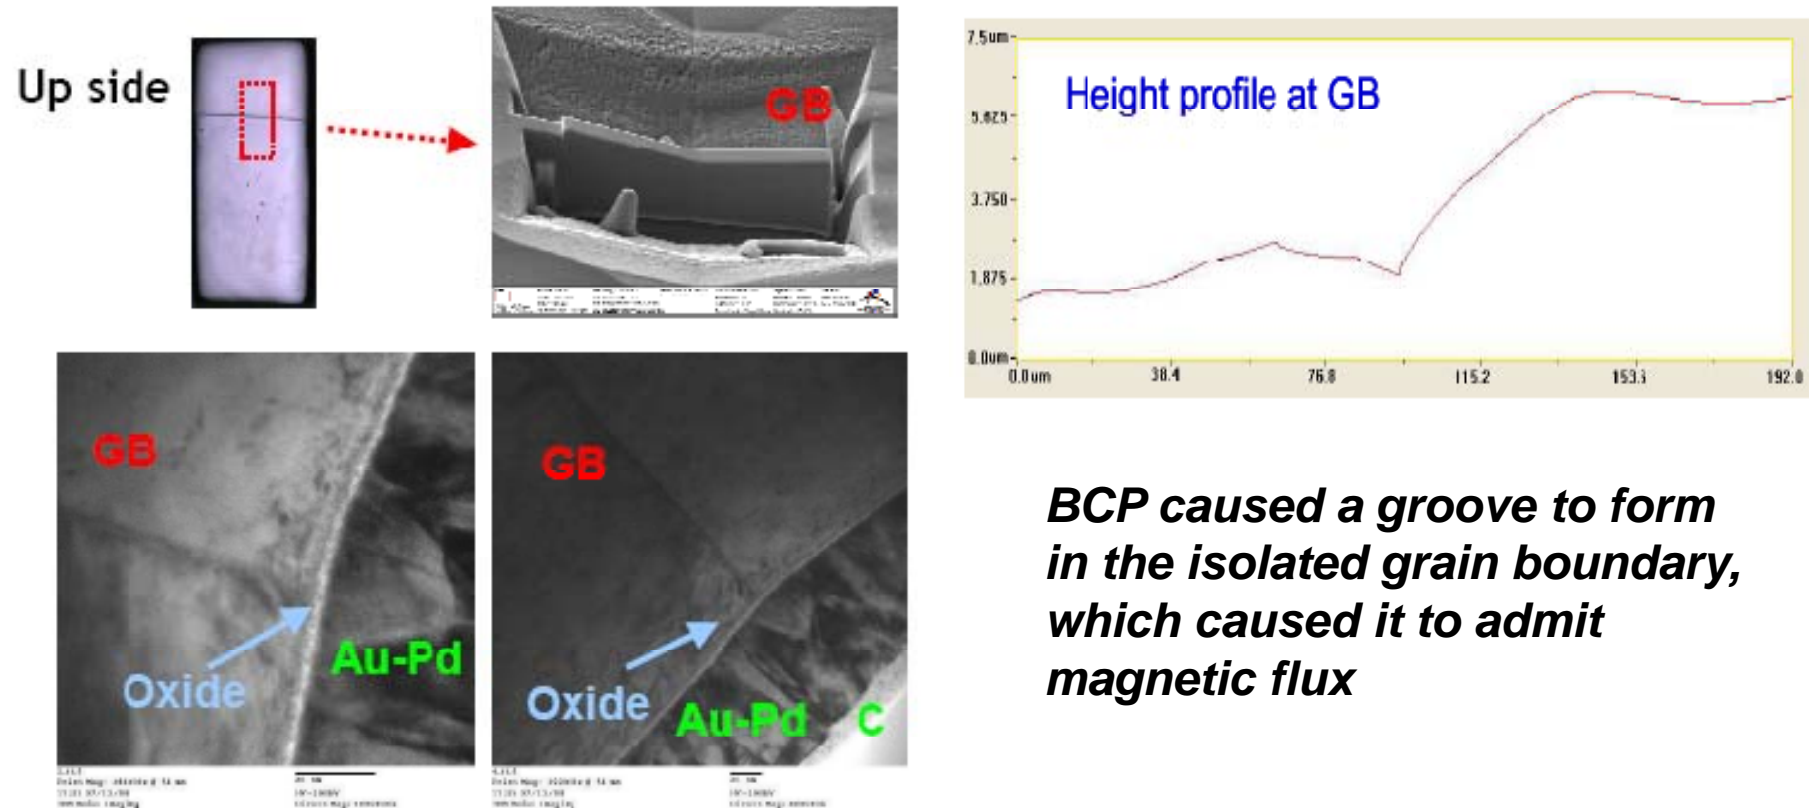 Up side
GB
7.5um
Height profile at GB
5.625
3.750
1.875
0.0um
0.0um
38.4
76.8
115.2
192.0
GB
Oxide
Au-Pd
GB
Oxide
Au-Pd
C
BCP caused a groove to form
in the isolated grain boundary,
which caused it to admit
magnetic flux